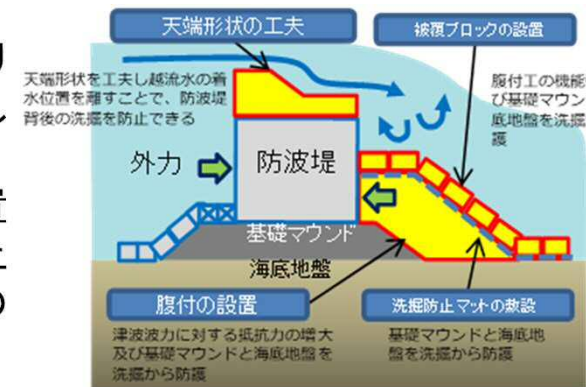 天端形状の工夫
被覆ブロックの設置
天端形状を工夫し越流水の着
水位置を離すことで、防波堤
背後の洗掘を防止できる
腹付工の機能
び基礎マウン
底地盤を洗掘
護
外力
防波堤
基礎マウンド
海底地盤
腹付の設置
洗掘防止マットの敷設
津波波力に対する抵抗力の増大
及び基礎マウンドと海底地盤を
洗掘から防護
基礎マウンドと海底地
盤を洗掘から防護